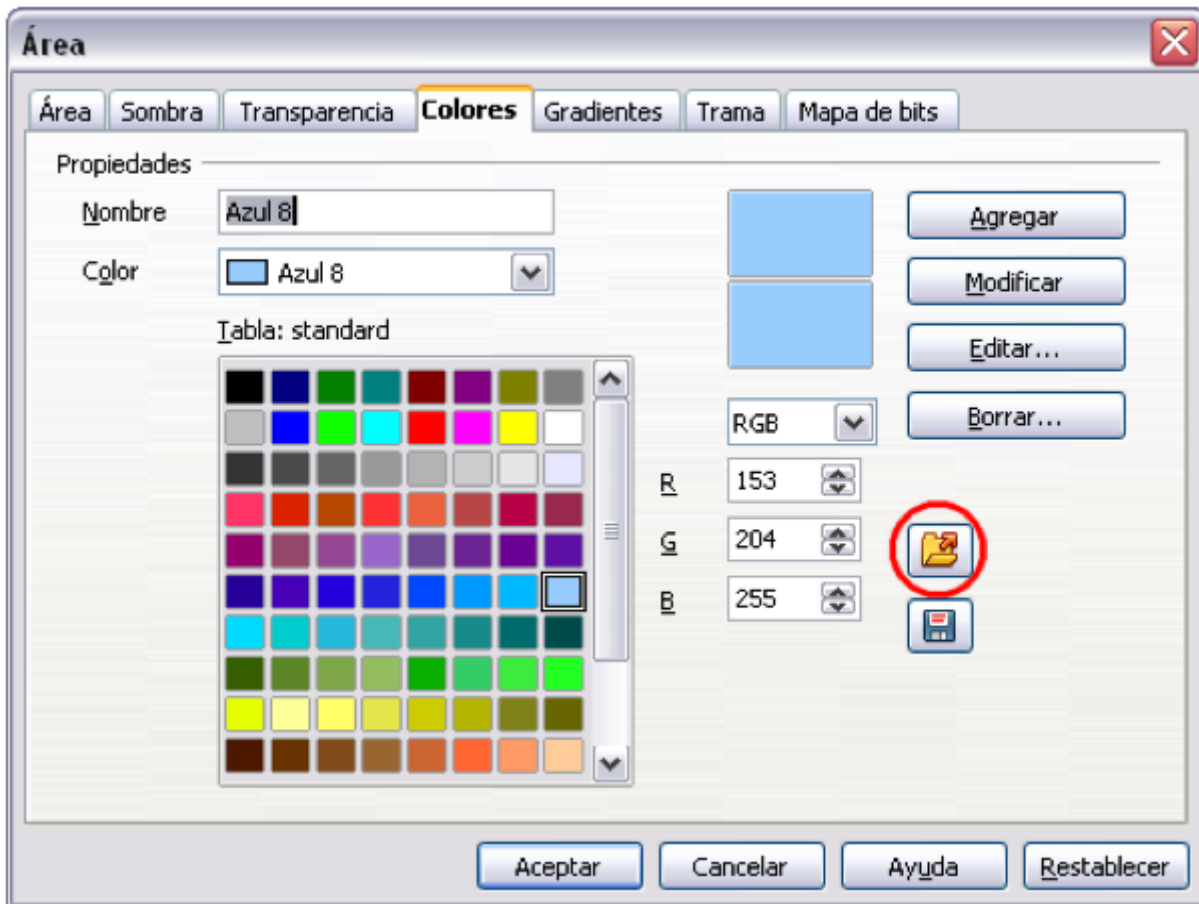 Área
Área Sombra Transparencia Colores Gradientes Trama Mapa de bits
Propiedades
Nombre Azul 8 Agregar
Color Azul 8 Modificar
Tabla: standard Editar...
RGB Borrar...
R 153
G 204
B 255
Aceptar Cancelar Ayuda Restablecer